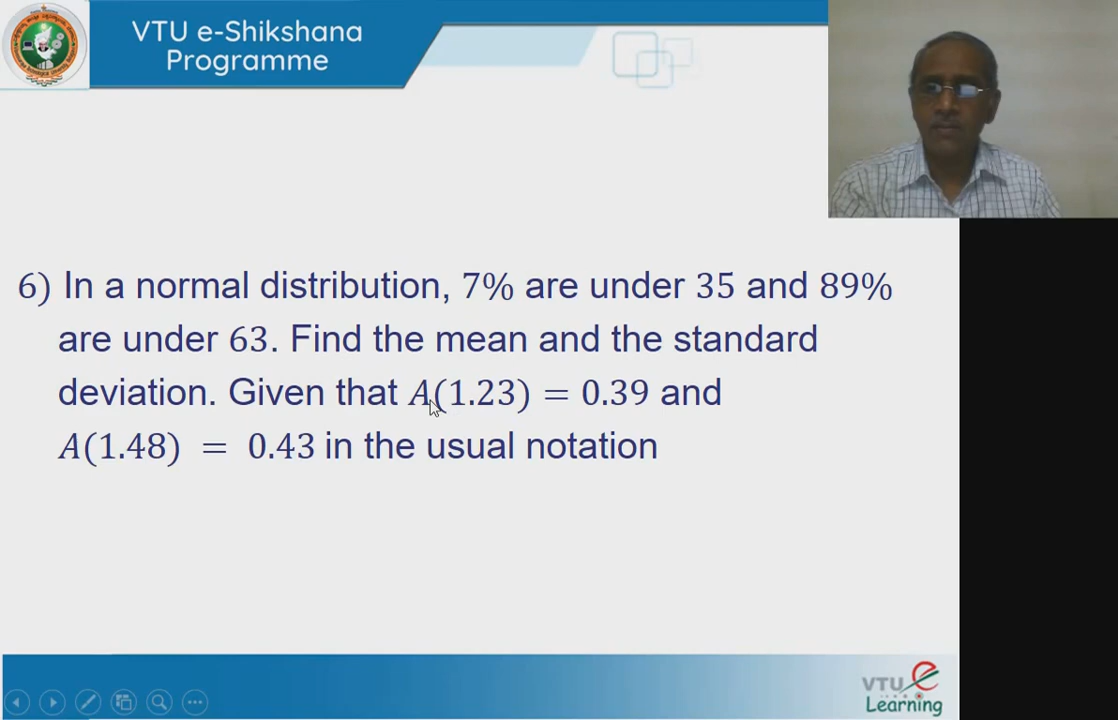 VTU e-Shikshana
Programme
6) In a normal distribution, 7% are under 35 and 89%
are under 63. Find the mean and the standard
deviation. Given that A(1.23) = 0.39 and
A(1.48) = 0.43 in the usual notation
VTU
Learning